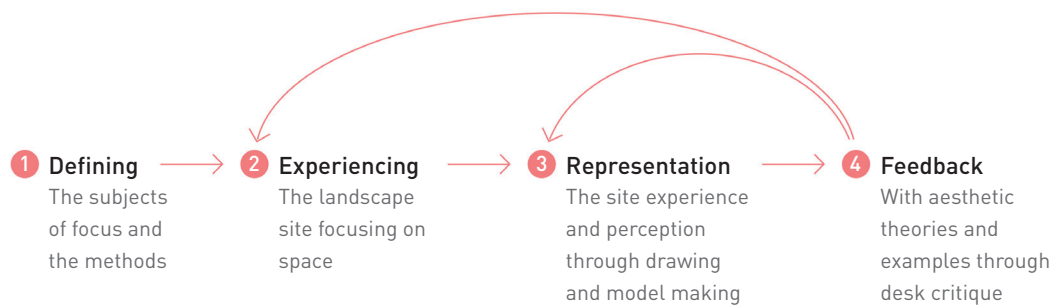 1 Defining
The subjects
of focus and
the methods
2 Experiencing
The landscape
site focusing on
space
3 Representation
The site experience
and perception
through drawing
and model making
4 Feedback
With aesthetic
theories and
examples through
desk critique